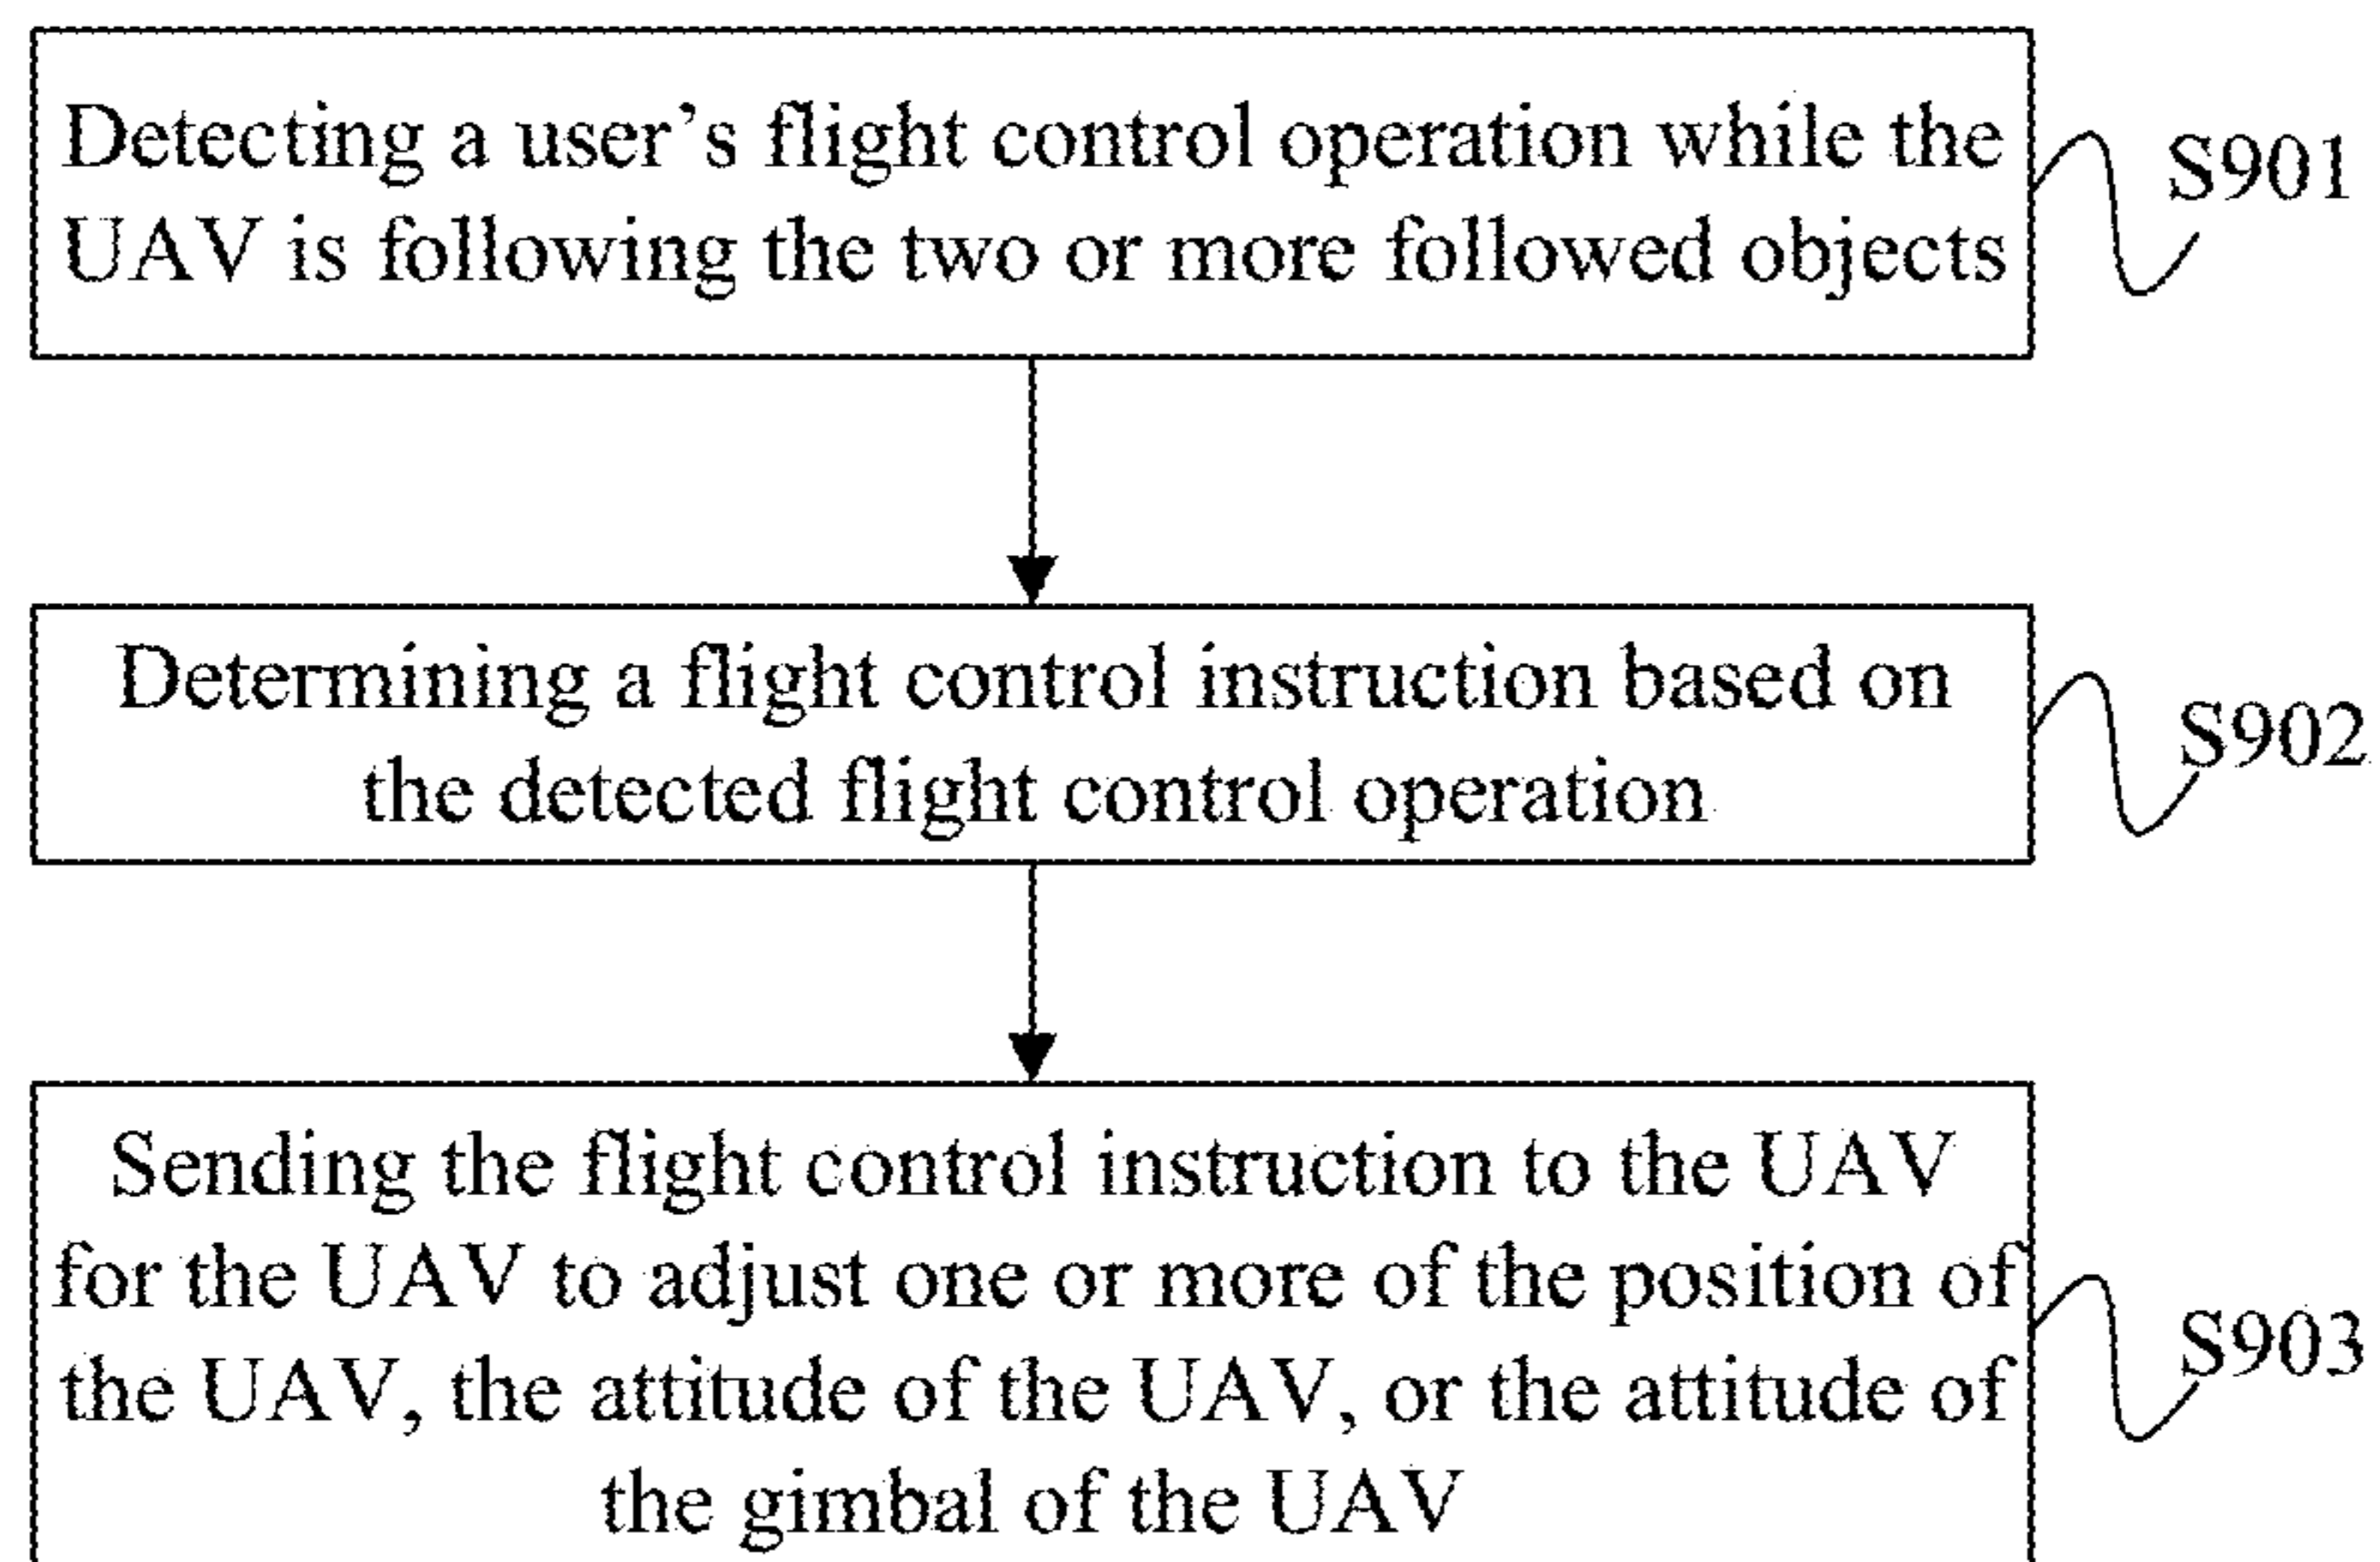 Detecting a user’s flight control operation while the
UAV is following the two or more followed objects
S901
Determining a flight control instruction based on
the detected flight control operation
S902
Sending the flight control instruction to the UAV
for the UAV to adjust one or more of the position of
the UAV, the attitude of the UAV, or the attitude of
the gimbal of the UAV
S903